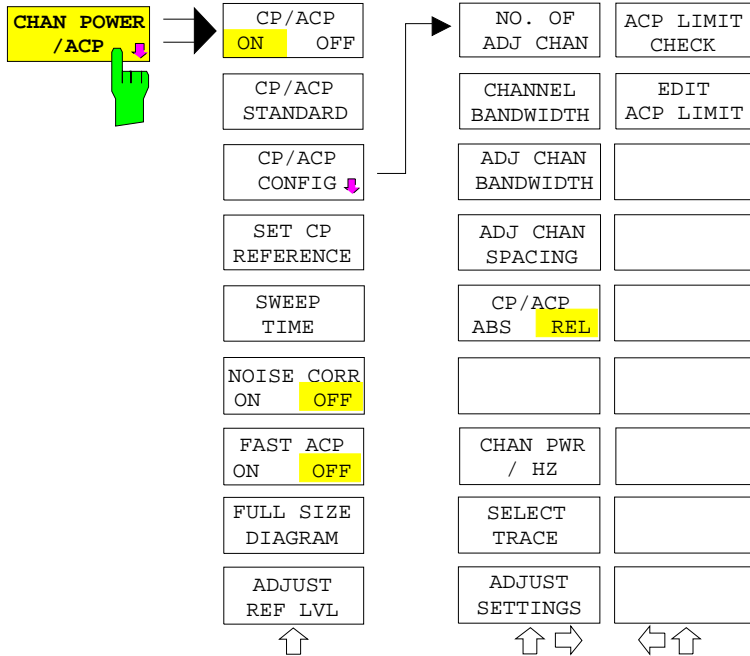 CHAN POWER
/ACP
CP/ACP
ON OFF
CP/ACP
STANDARD
CP/ACP
CONFIG
SET CP
REFERENCE
SWEEP
TIME
NOISE CORR
ON OFF
FAST ACP
ON OFF
FULL SIZE
DIAGRAM
ADJUST
REF LVL
NO. OF
ADJ CHAN
CHANNEL
BANDWIDTH
ADJ CHAN
BANDWIDTH
ADJ CHAN
SPACING
CP/ACP
ABS REL
CHAN PWR
/ HZ
SELECT
TRACE
ADJUST
SETTINGS
ACP LIMIT
CHECK
EDIT
ACP LIMIT